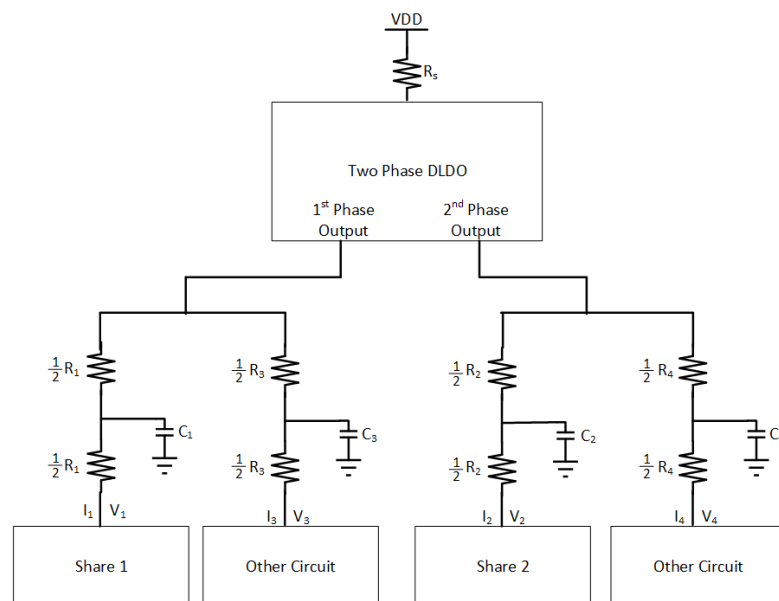 VDD
Rs
Two Phase DLDO
1st Phase Output
2nd Phase Output
1/2 R1
1/2 R3
1/2 R2
1/2 R4
C1
C3
C2
C
1/2 R1
1/2 R3
1/2 R2
1/2 R4
I1 V1
I3 V3
I2 V2
I4 V4
Share 1
Other Circuit
Share 2
Other Circuit